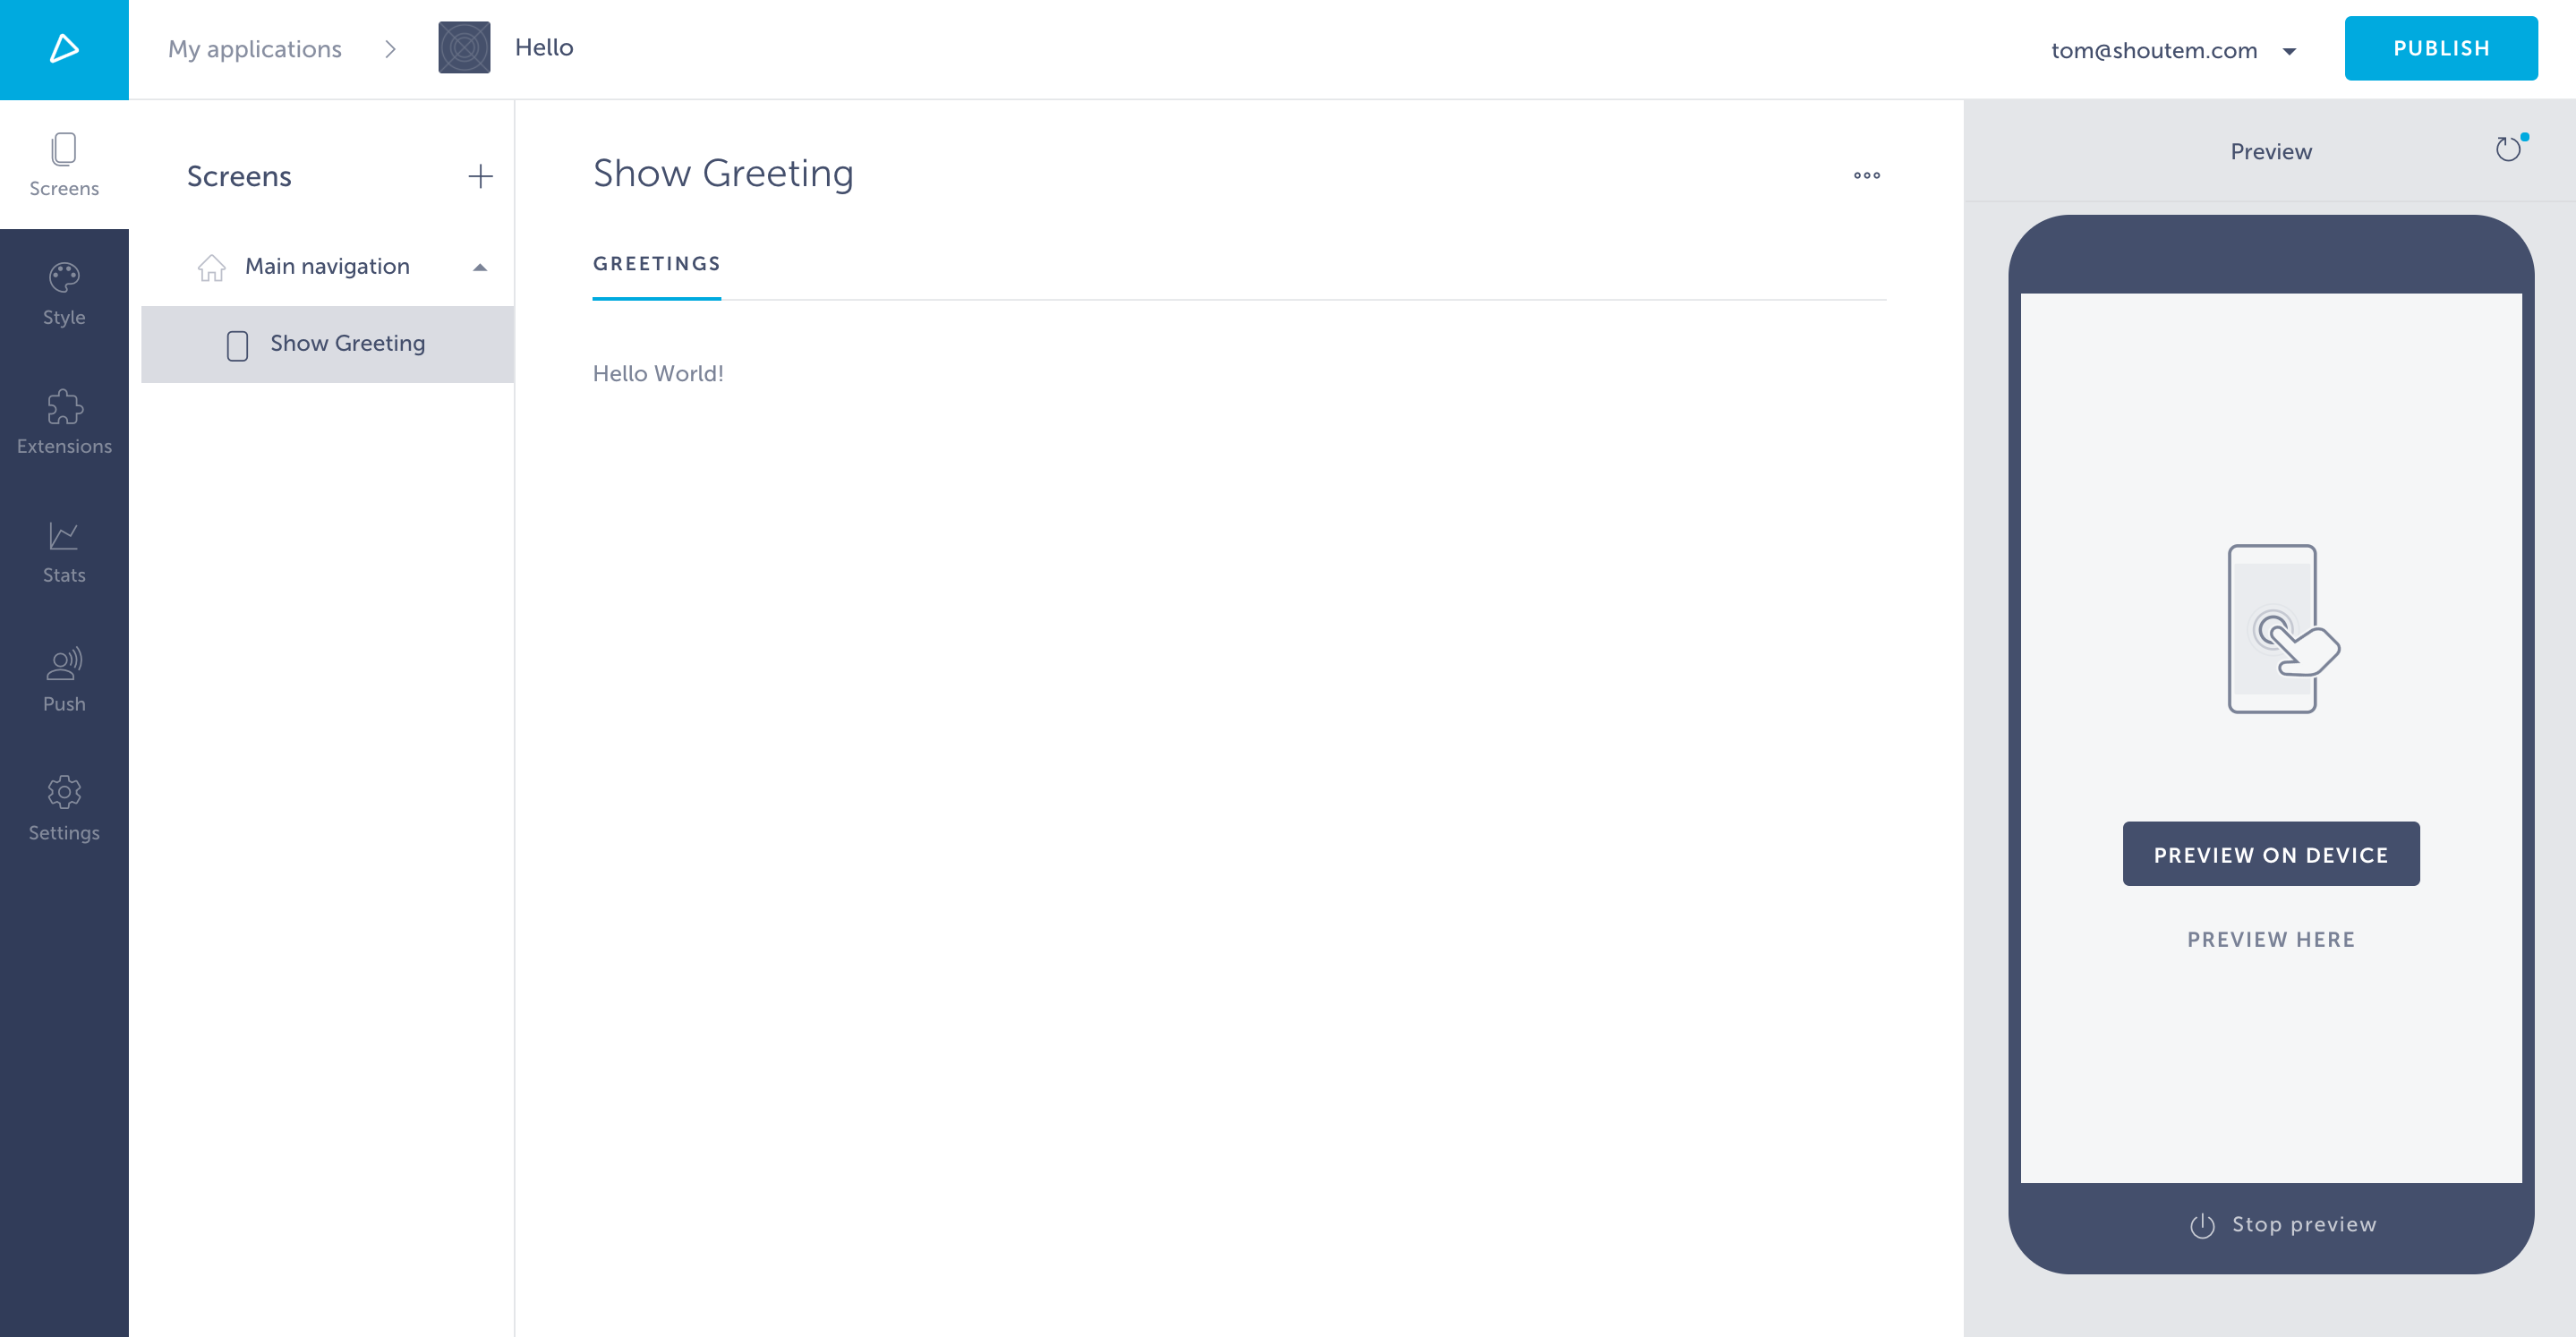 My applications
Hello
tom@shoutem.com
PUBLISH
Screens
Style
Extensions
Stats
Push
Settings
Screens
Main navigation
Show Greeting
Show Greeting
GREETINGS
Hello World!
Preview
PREVIEW ON DEVICE
PREVIEW HERE
Stop preview